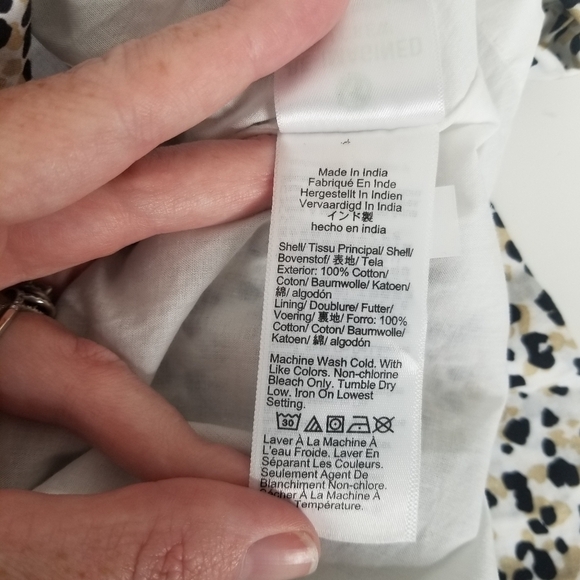 Made In India
Fabriqué En Inde
Hergestellt In Indien
Vervaardigd In India
インド製
hecho en india
Shell/ Tissu Principal/ Shell/
Bovenstof/ 表地/ Tela
Exterior: 100% Cotton/
Coton/ Baumwolle/ Katoen/
綿/ algodón
Lining/ Doublure/ Futter/
Voering/ 裏地/ Forro: 100%
Cotton/ Coton/ Baumwolle/
Katoen/ 綿/ algodón
Machine Wash Cold. With
Like Colors. Non-chlorine
Bleach Only. Tumble Dry
Low. Iron On Lowest
Setting.
30
Laver À La Machine À
L'eau Froide. Laver En
Séparant Les Couleurs.
Seulement Agent De
Blanchiment Non-chlore.
Sécher À La Machine À
Température.